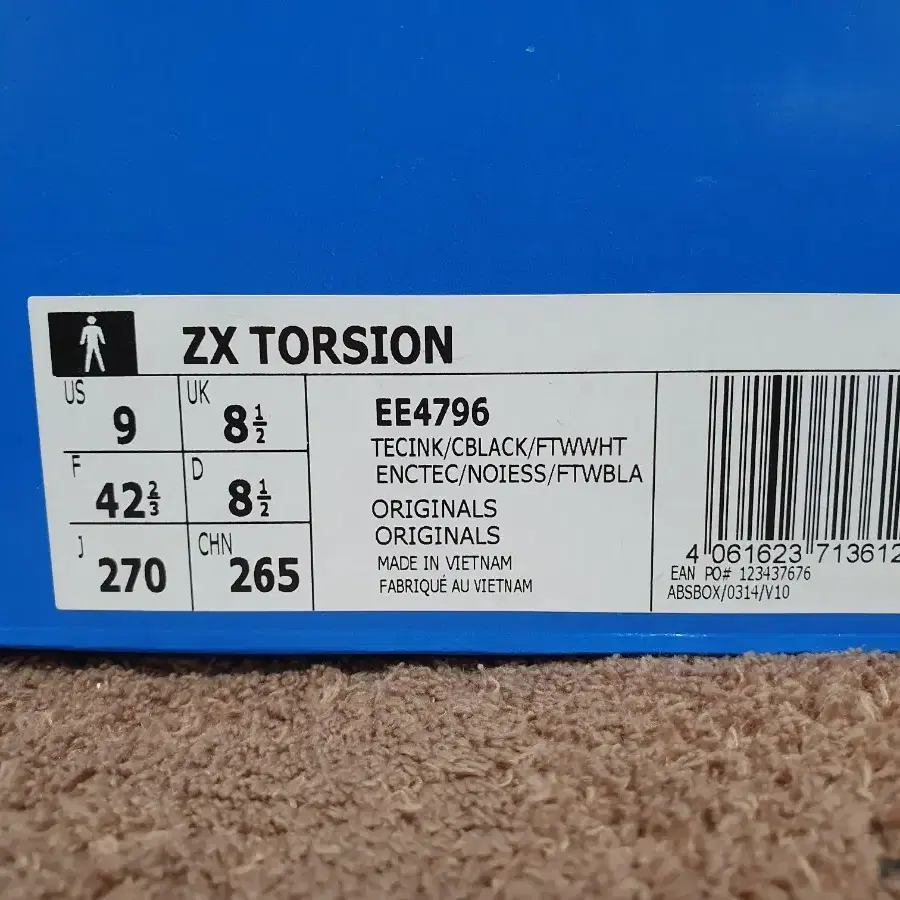 ZX TORSION
US 9 UK 8 1/2
F 42 2/3 D 8 1/2
J 270 CHN 265
EE4796
TECINK/CBLACK/FTWWHT
ENCTEC/NOIESS/FTWBLA
ORIGINALS
ORIGINALS
MADE IN VIETNAM
FABRIQUÉ AU VIETNAM
4 061623 713612
EAN PO# 123437676
ABSBOX/0314/V10